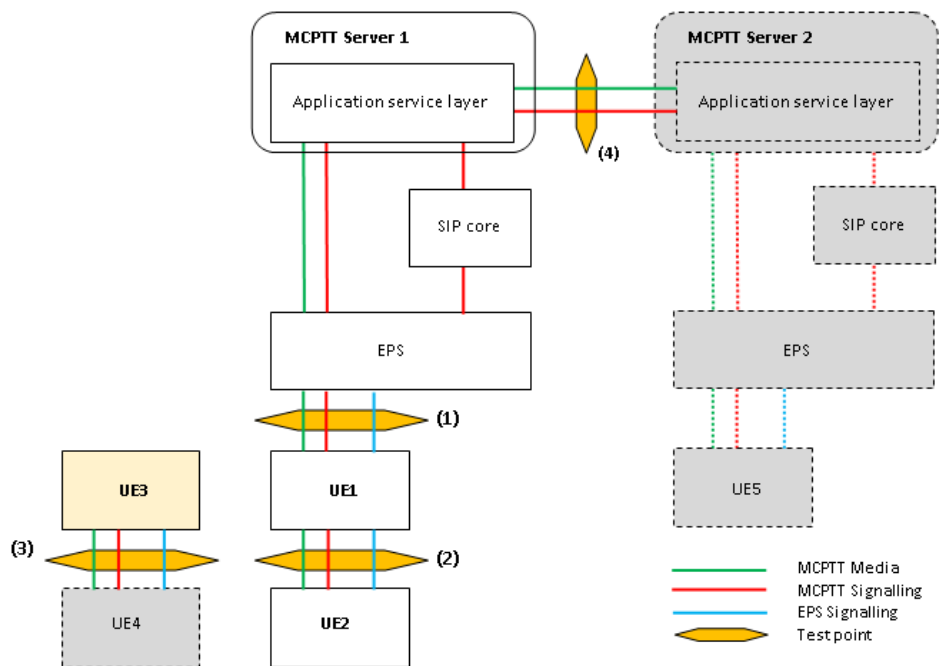 MCPTT Server 1
MCPTT Server 2
Application service layer
Application service layer
(4)
SIP core
SIP core
EPS
EPS
(1)
UE3
UE1
UE5
(3)
(2)
UE4
UE2
MCPTT Media
MCPTT Signalling
EPS Signalling
Test point